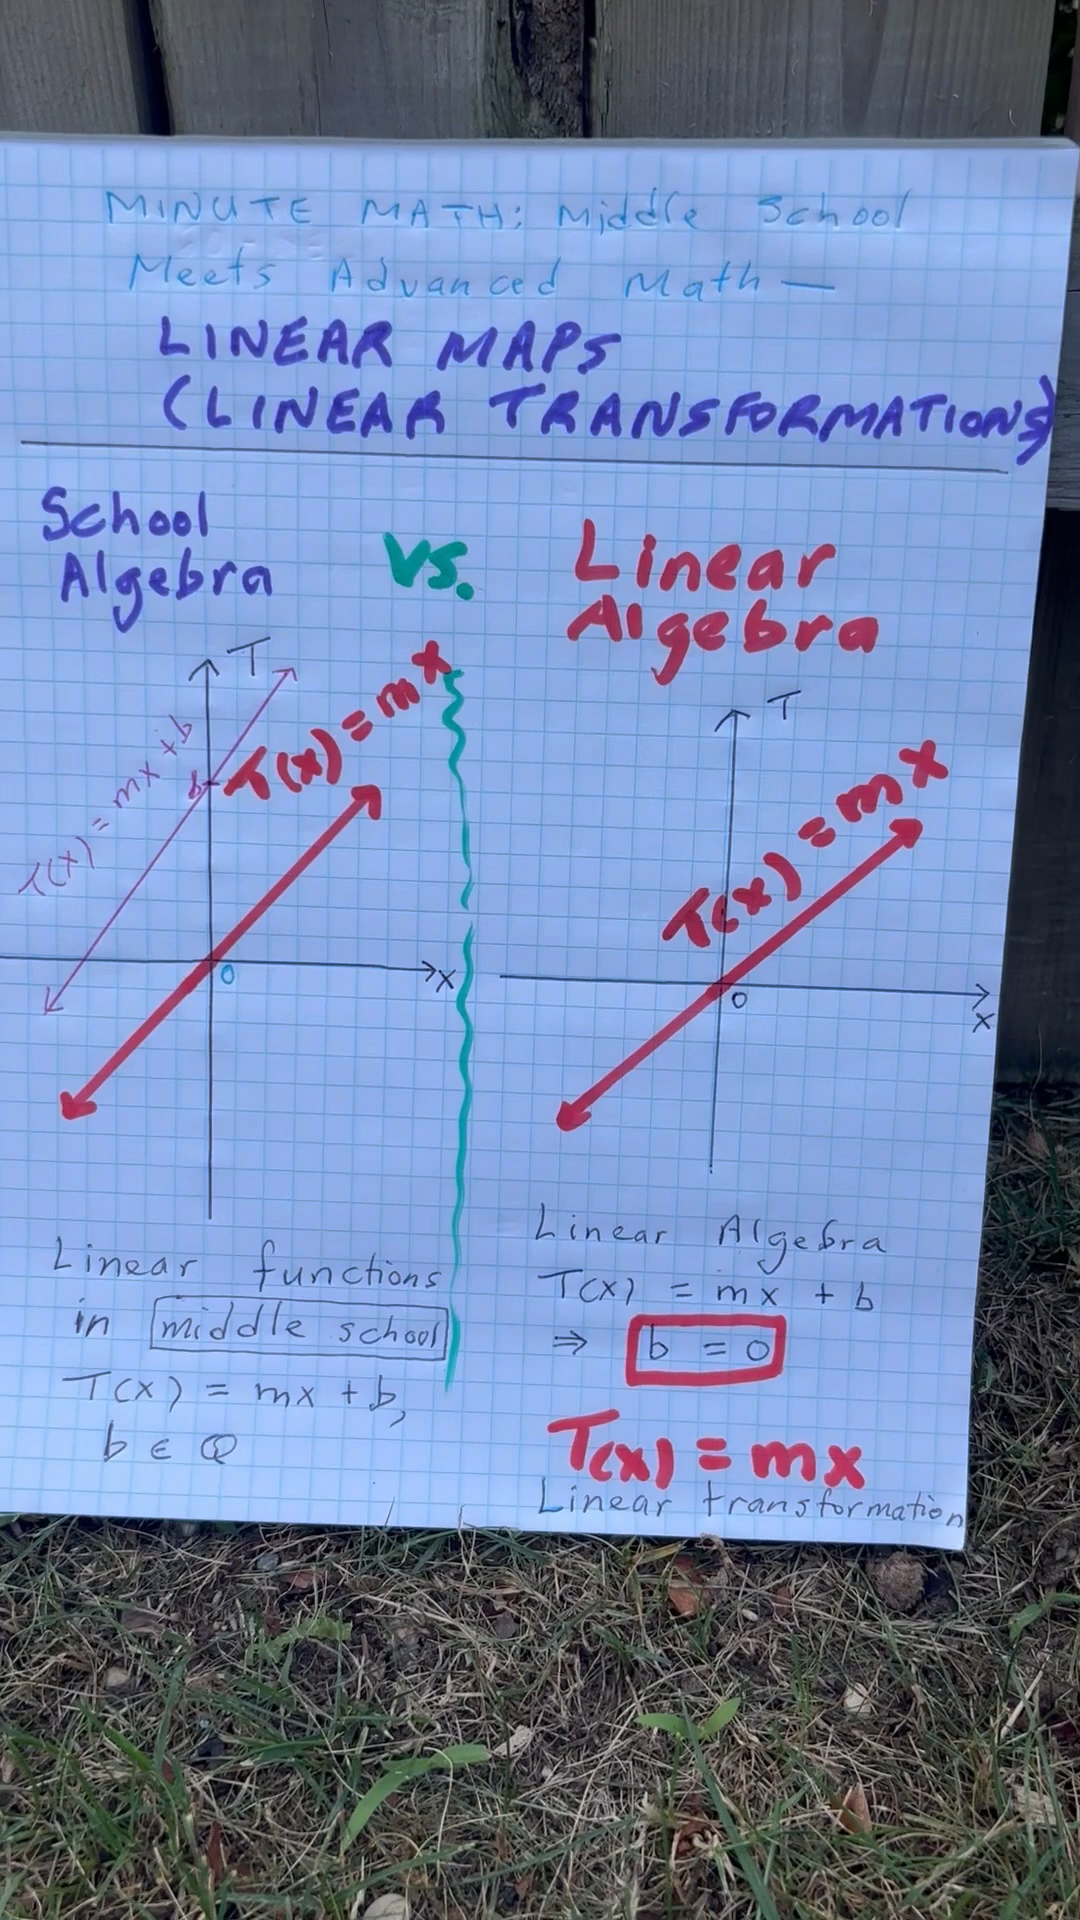 MINUTE MATH: Middle School
Meets Advanced Math—
LINEAR MAPS
(LINEAR TRANSFORMATIONS)
School
Algebra
vs.
Linear
Algebra
T
T(x) = mx + b
b
T(x) = mx
0
x
Linear functions
in middle school
T(x) = mx + b,
b ∈ ℚ
T
T(x) = mx
0
x
Linear Algebra
T(x) = mx + b
⇒ b = 0
T(x) = mx
Linear transformation